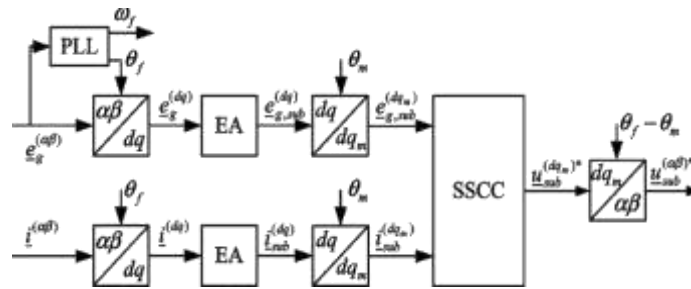 ω_f
PLL
θ_f θ_m
αβ dq e_g^(dq) EA e_g,sub^(dq) dq dq_m e_g,sub^(dq_m)
e_g^(αβ)
θ_f − θ_m
SSCC u_sub^(dq_m)* dq_m αβ u_sub^(αβ)*
θ_f θ_m
i^(αβ) αβ dq i^(dq) EA i_sub^(dq) dq dq_m i_sub^(dq_m)